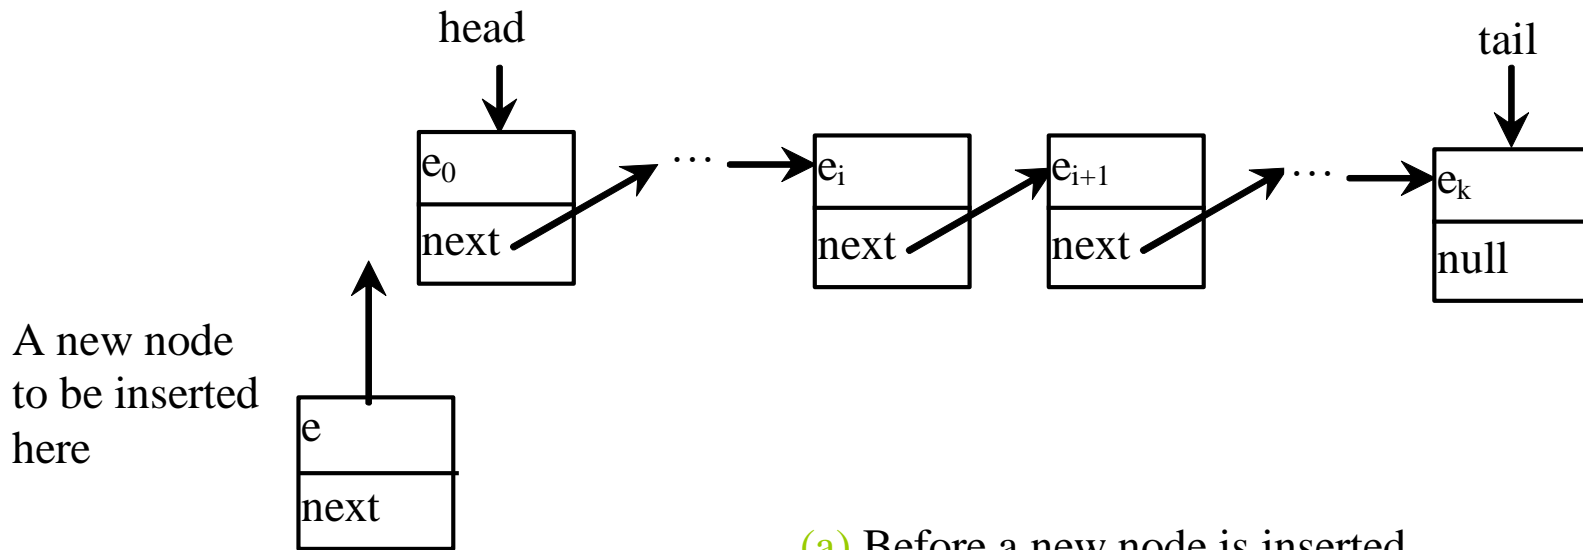 head
tail
e₀
next
...
eᵢ
next
eᵢ₊₁
next
...
eₖ
null
A new node
to be inserted
here
e
next
(a) Before a new node is inserted